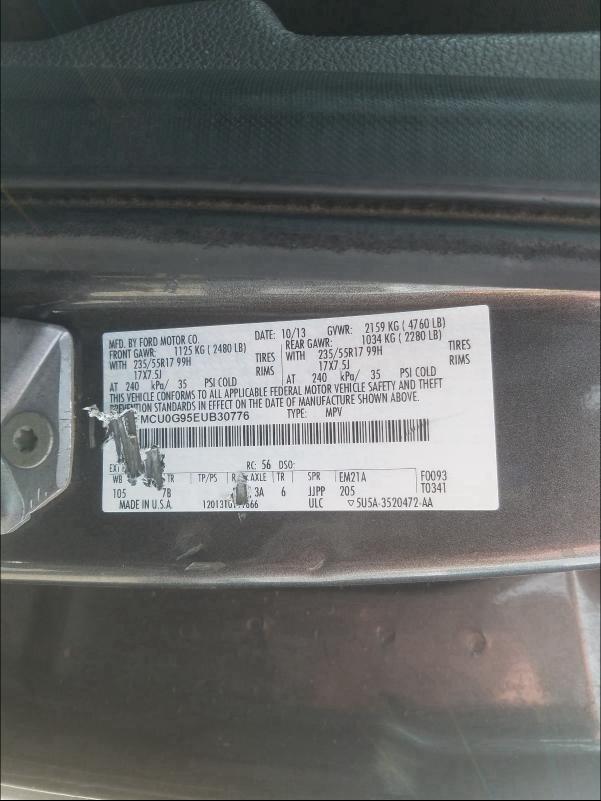 MFD. BY FORD MOTOR CO. DATE: 10/13 GVWR: 2159 KG ( 4760 LB)
FRONT GAWR: 1125 KG ( 2480 LB) REAR GAWR: 1034 KG ( 2280 LB)
WITH 235/55R17 99H TIRES WITH 235/55R17 99H TIRES
17X7.5J RIMS 17X7.5J RIMS
AT 240 kPa/ 35 PSI COLD AT 240 kPa/ 35 PSI COLD
THIS VEHICLE CONFORMS TO ALL APPLICABLE FEDERAL MOTOR VEHICLE SAFETY AND THEFT
PREVENTION STANDARDS IN EFFECT ON THE DATE OF MANUFACTURE SHOWN ABOVE.
MCU0G95EUB30776 TYPE: MPV
EXT RC: 56 DSO:
WB TR TP/PS AXLE TR SPR EM21A F0093
105 7B 3A 6 JJPP 205 T0341
MADE IN U.S.A. ULC 5U5A-3520472-AA